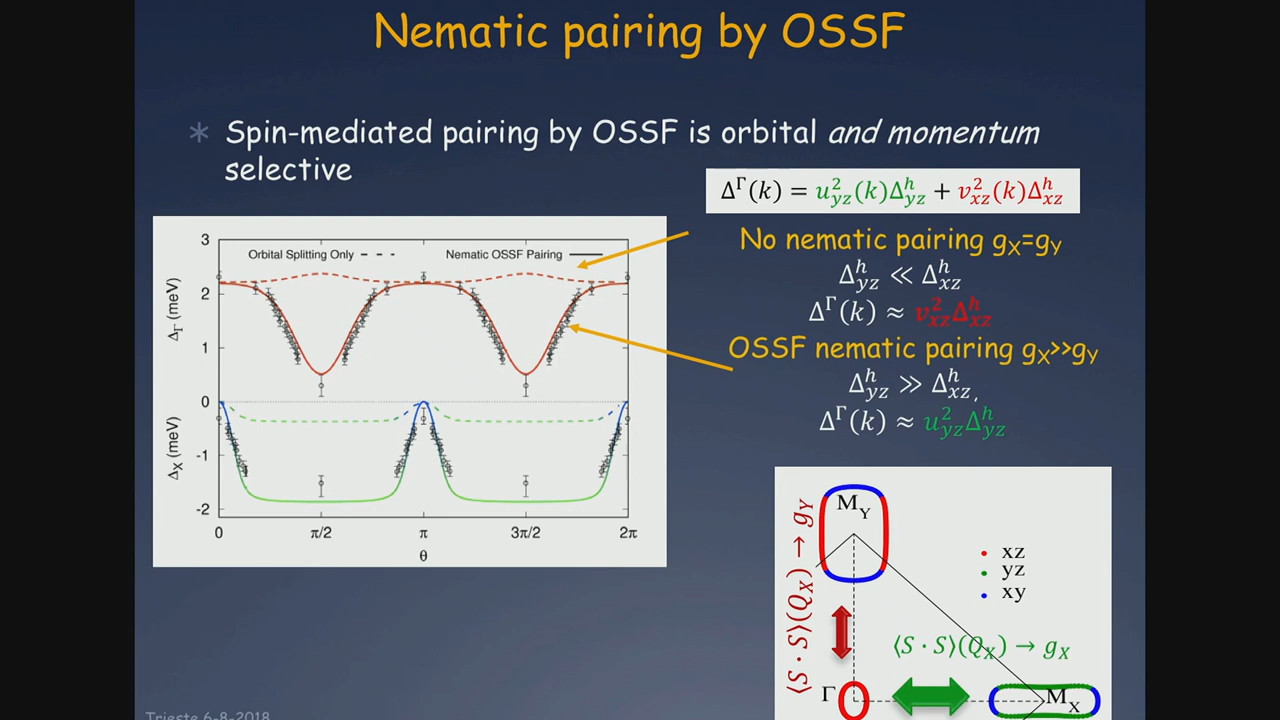 Nematic pairing by OSSF
Spin-mediated pairing by OSSF is orbital and momentum
selective
Δ^Γ(k) = u²_yz(k)Δ^h_yz + v²_xz(k)Δ^h_xz
No nematic pairing g_X=g_Y
Δ^h_yz ≪ Δ^h_xz
Δ^Γ(k) ≈ v²_xz Δ^h_xz
OSSF nematic pairing g_X>>g_Y
Δ^h_yz ≫ Δ^h_xz,
Δ^Γ(k) ≈ u²_yz Δ^h_yz
Orbital Splitting Only
Nematic OSSF Pairing
Δ_Γ (meV)
3
2
1
0
Δ_X (meV)
-1
-2
0
π/2
π
3π/2
2π
θ
M_Y
xz
yz
xy
⟨S · S⟩(Q_X) → g_Y
⟨S · S⟩(Q_X) → g_X
Γ
M_X
Trieste 6-8-2018